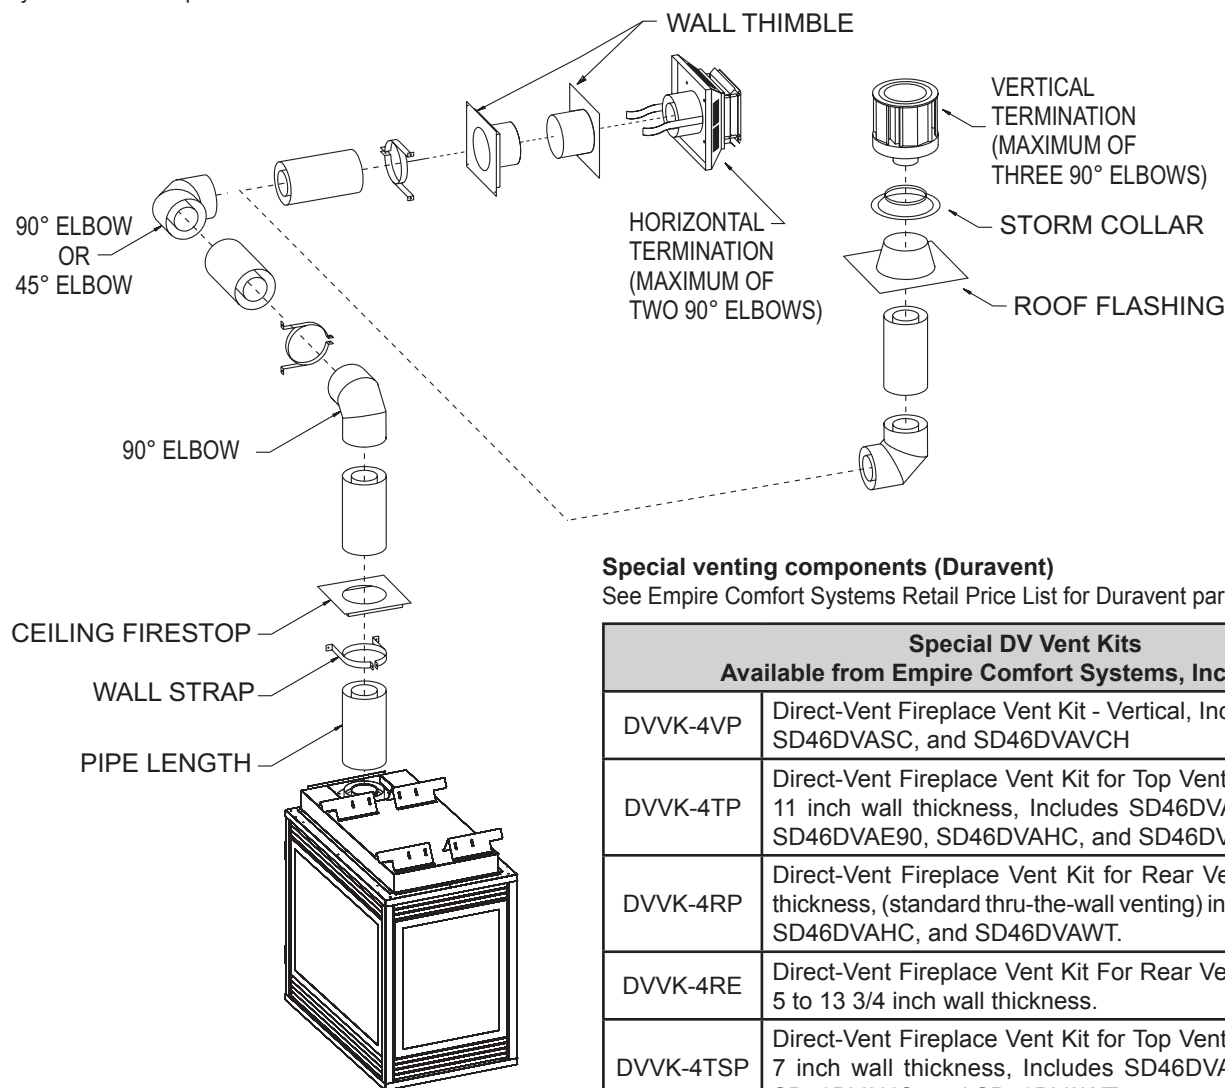 WALL THIMBLE
VERTICAL
TERMINATION
(MAXIMUM OF
THREE 90° ELBOWS)
STORM COLLAR
ROOF FLASHING
HORIZONTAL
TERMINATION
(MAXIMUM OF
TWO 90° ELBOWS)
90° ELBOW
OR
45° ELBOW
90° ELBOW
CEILING FIRESTOP
WALL STRAP
PIPE LENGTH
Special venting components (Duravent)
See Empire Comfort Systems Retail Price List for Duravent par
Special DV Vent Kits
Available from Empire Comfort Systems, Inc
DVVK-4VP
Direct-Vent Fireplace Vent Kit - Vertical, Inc
SD46DVASC, and SD46DVAVCH
DVVK-4TP
Direct-Vent Fireplace Vent Kit for Top Vent
11 inch wall thickness, Includes SD46DVA
SD46DVAE90, SD46DVAHC, and SD46DV
DVVK-4RP
Direct-Vent Fireplace Vent Kit for Rear Ve
thickness, (standard thru-the-wall venting) in
SD46DVAHC, and SD46DVAWT.
DVVK-4RE
Direct-Vent Fireplace Vent Kit For Rear Ve
5 to 13 3/4 inch wall thickness.
DVVK-4TSP
Direct-Vent Fireplace Vent Kit for Top Vent
7 inch wall thickness, Includes SD46DVA